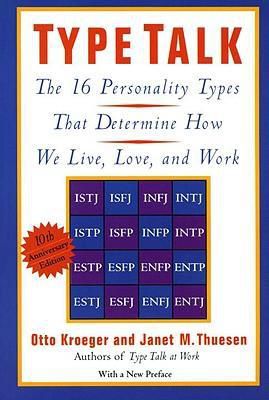 TYPE TALK
The 16 Personality Types
That Determine How
We Live, Love, and Work
10th
Anniversary
Edition
ISTJ ISFJ INFJ INTJ
ISTP ISFP INFP INTP
ESTP ESFP ENFP ENTP
ESTJ ESFJ ENFJ ENTJ
Otto Kroeger and Janet M. Thuesen
Authors of Type Talk at Work
With a New Preface